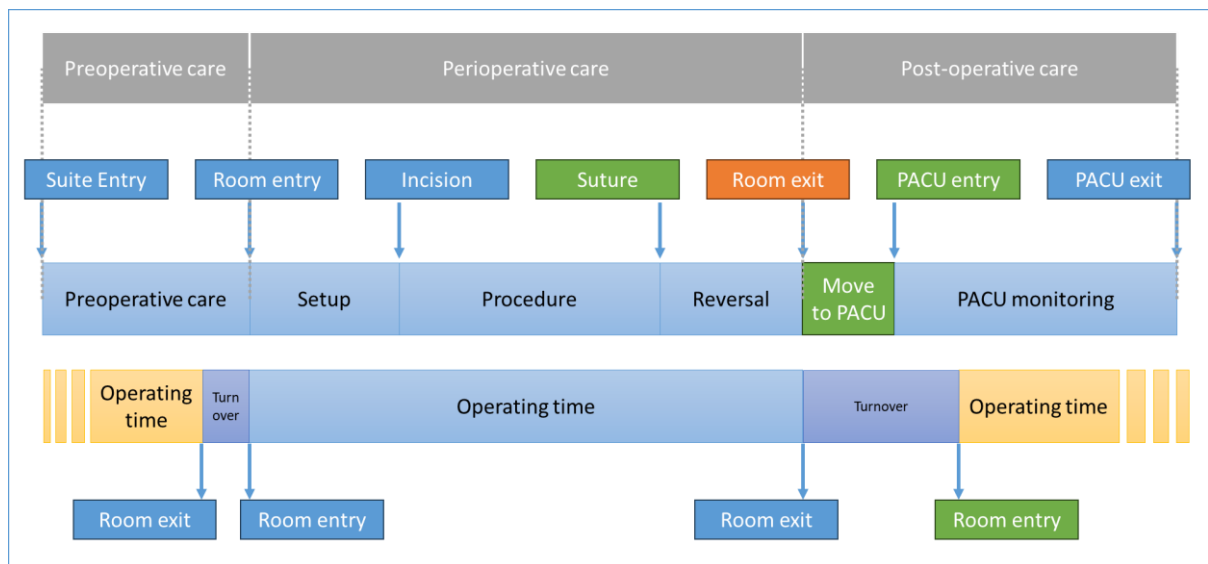 Preoperative care
Perioperative care
Post-operative care
Suite Entry
Room entry
Incision
Suture
Room exit
PACU entry
PACU exit
Preoperative care
Setup
Procedure
Reversal
Move
to PACU
PACU monitoring
Operating
time
Turn
over
Operating time
Turnover
Operating time
Room exit
Room entry
Room exit
Room entry